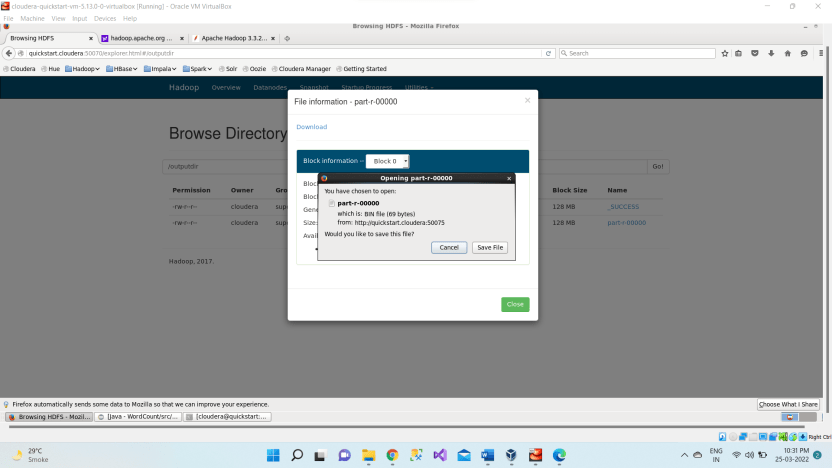 cloudera-quickstart-vm-5.13.0-0-virtualbox [Running] - Oracle VM VirtualBox
File Machine View Input Devices Help
Browsing HDFS - Mozilla Firefox
Browsing HDFS
hadoop.apache.org ...
Apache Hadoop 3.3.2...
quickstart.cloudera:50070/explorer.html#/outputdir
Search
Cloudera Hue Hadoop HBase Impala Spark Solr Oozie Cloudera Manager Getting Started
Hadoop Overview Datanodes Snapshot Startup Progress Utilities
File information - part-r-00000
Download
Browse Directory
/outputdir
Go!
Block information -- Block 0
Permission Owner Block Size Name
-rw-r--r-- cloudera 128 MB _SUCCESS
-rw-r--r-- cloudera 128 MB part-r-00000
Size:
Opening part-r-00000
You have chosen to open:
part-r-00000
which is: BIN file (69 bytes)
from: http://quickstart.cloudera:50075
Would you like to save this file?
Cancel Save File
Hadoop, 2017.
Close
Firefox automatically sends some data to Mozilla so that we can improve your experience.
Choose What I Share
Browsing HDFS - Mozil...
[Java - WordCount/src/...
[cloudera@quickstart:...
Right Ctrl
29°C
Smoke
ENG
IN
10:31 PM
25-03-2022
2